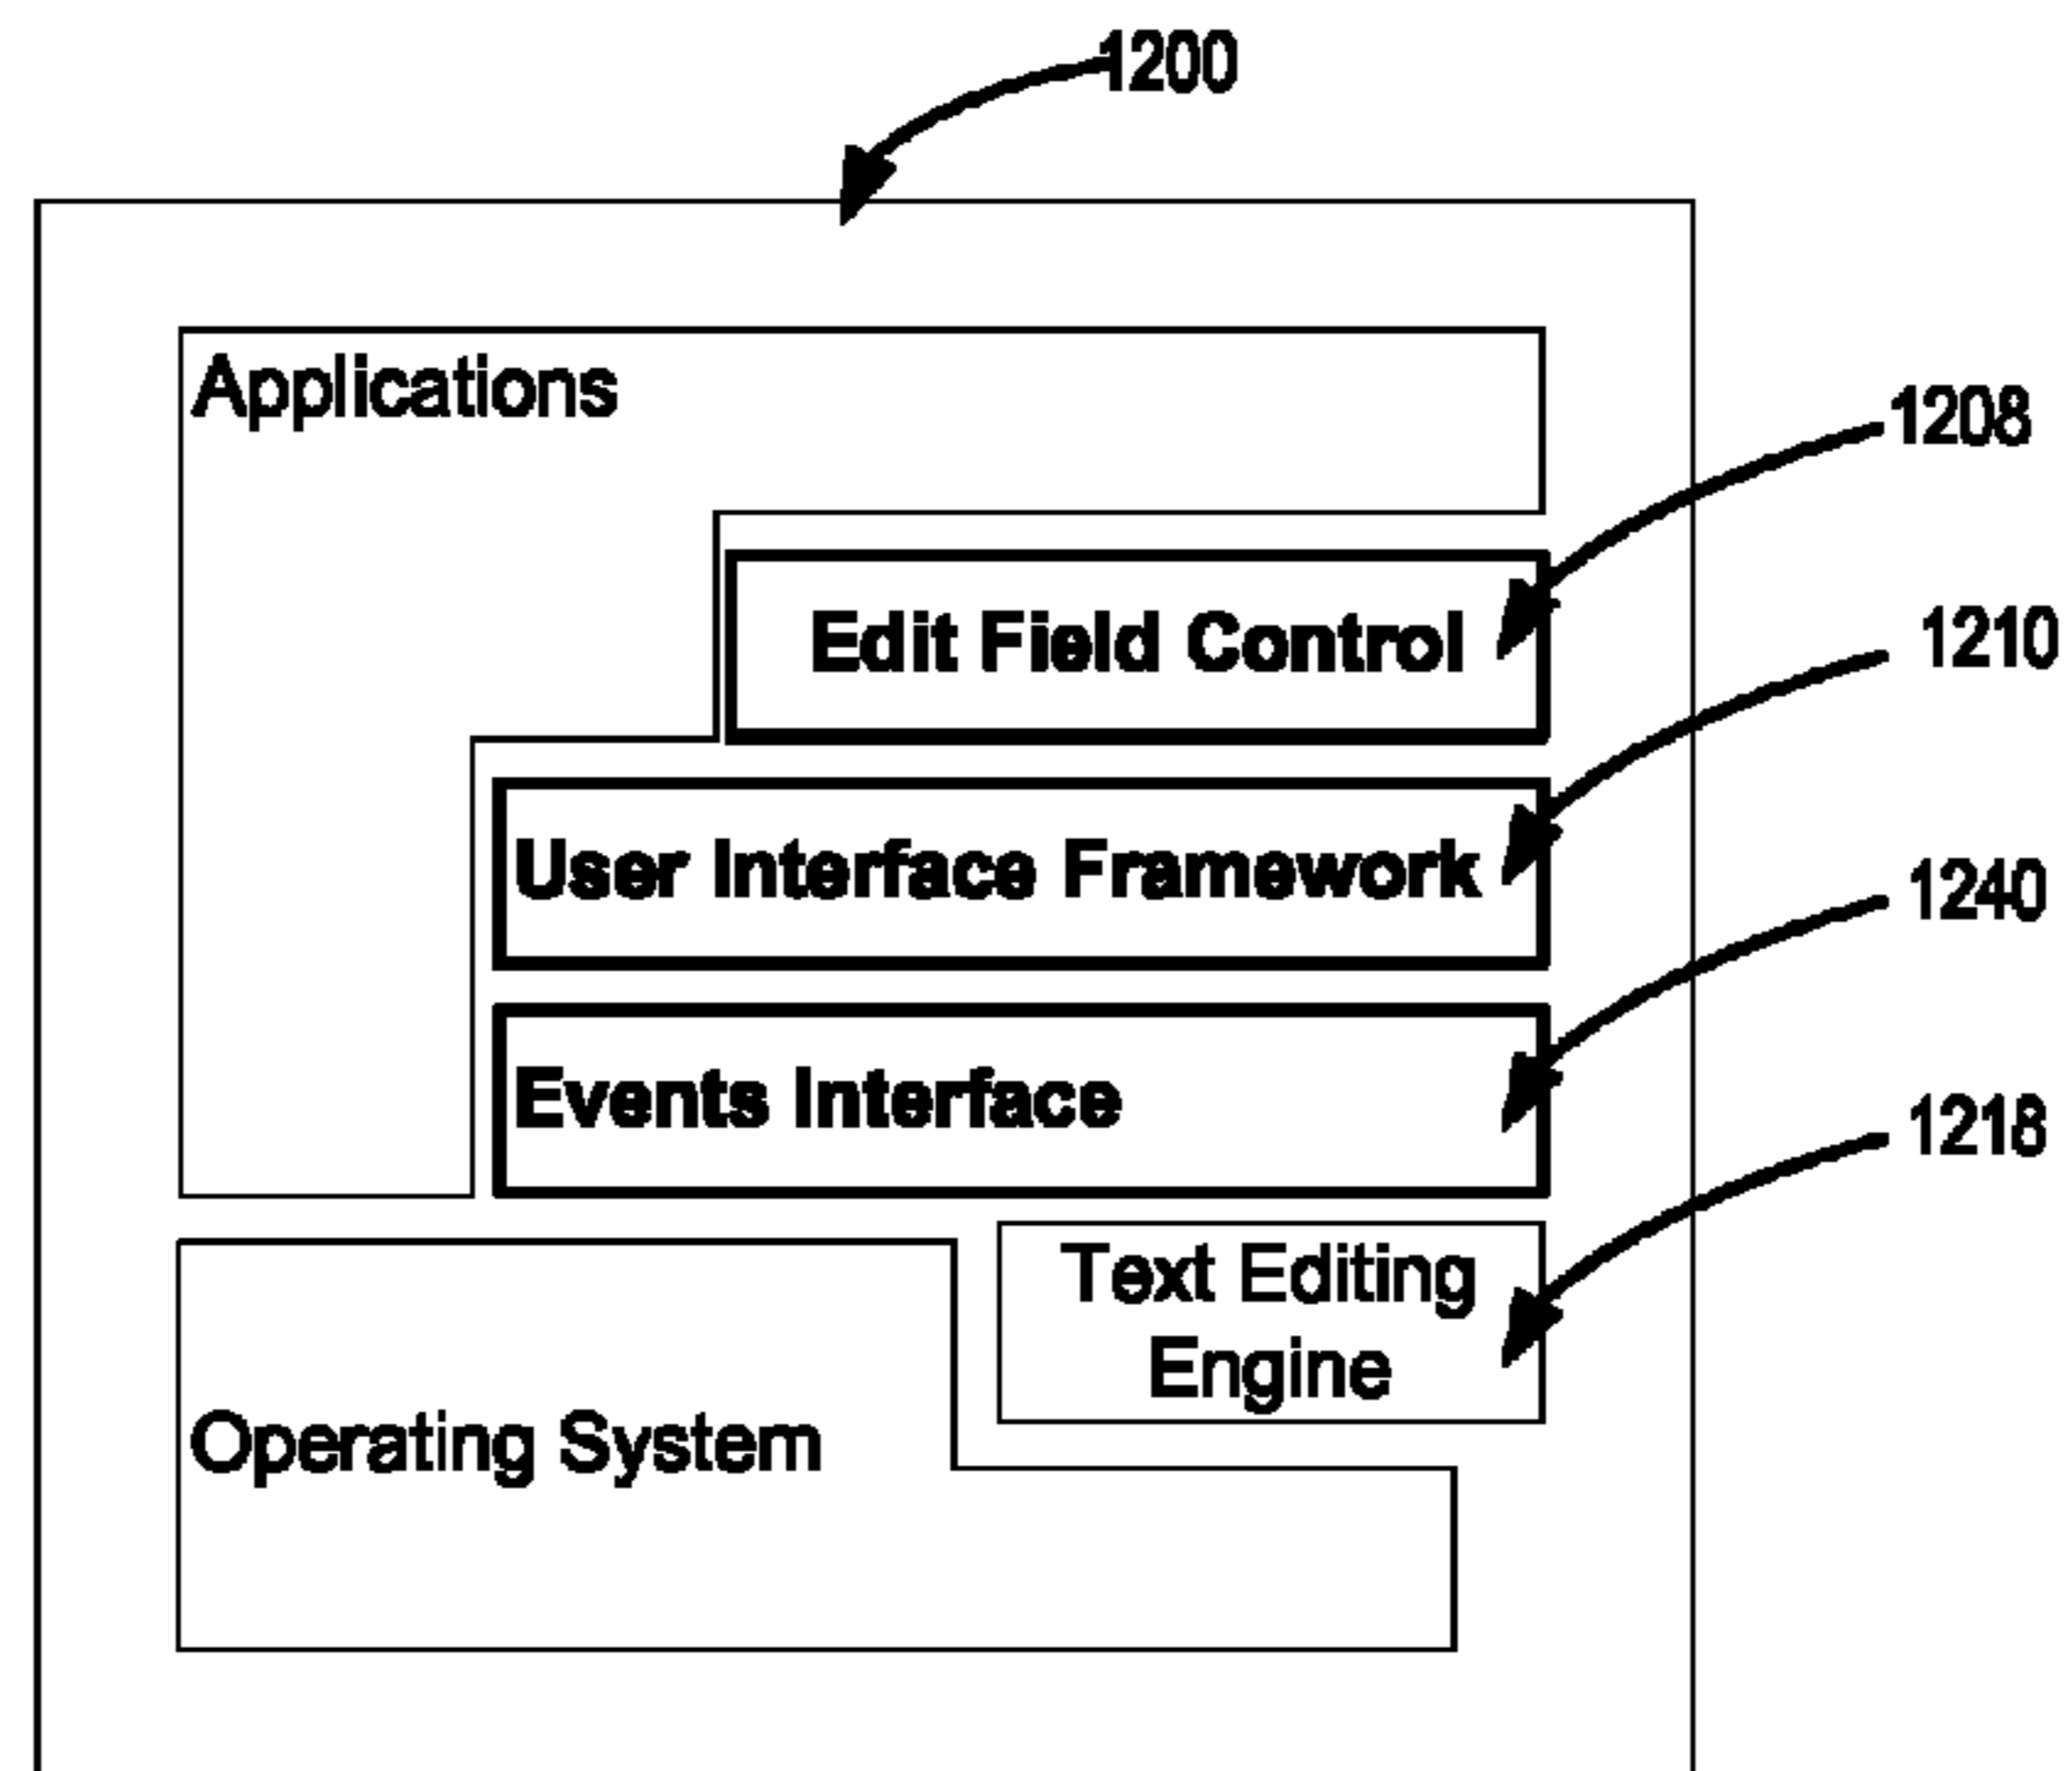 1200
Applications
1208
Edit Field Control
1210
User Interface Framework
1240
Events Interface
1218
Text Editing
Engine
Operating System